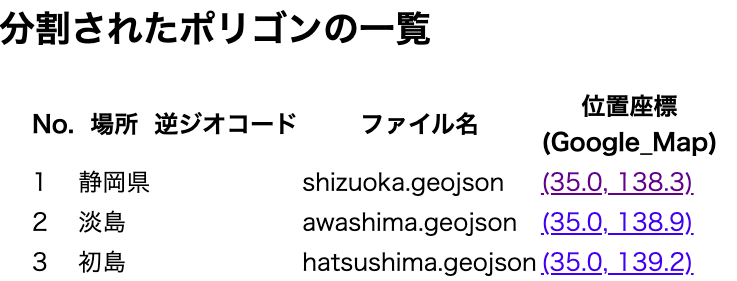 分割されたポリゴンの一覧
No. 場所 逆ジオコード ファイル名 位置座標
(Google_Map)
1 静岡県 shizuoka.geojson (35.0, 138.3)
2 淡島 awashima.geojson (35.0, 138.9)
3 初島 hatsushima.geojson (35.0, 139.2)